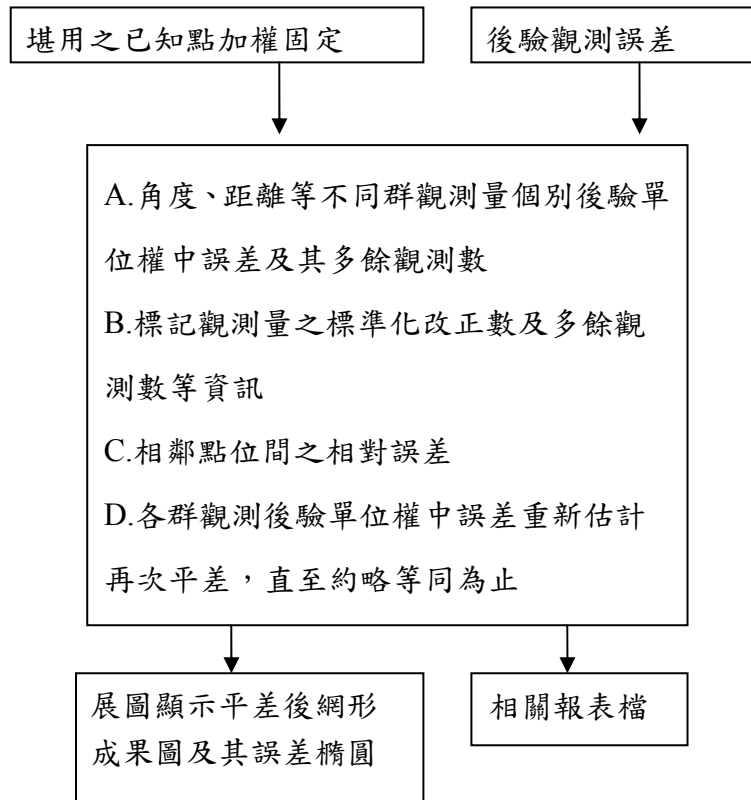 堪用之已知點加權固定
後驗觀測誤差
A.角度、距離等不同群觀測量個別後驗單
位權中誤差及其多餘觀測數
B.標記觀測量之標準化改正數及多餘觀
測數等資訊
C.相鄰點位間之相對誤差
D.各群觀測後驗單位權中誤差重新估計
再次平差，直至約略等同為止
展圖顯示平差後網形
成果圖及其誤差橢圓
相關報表檔